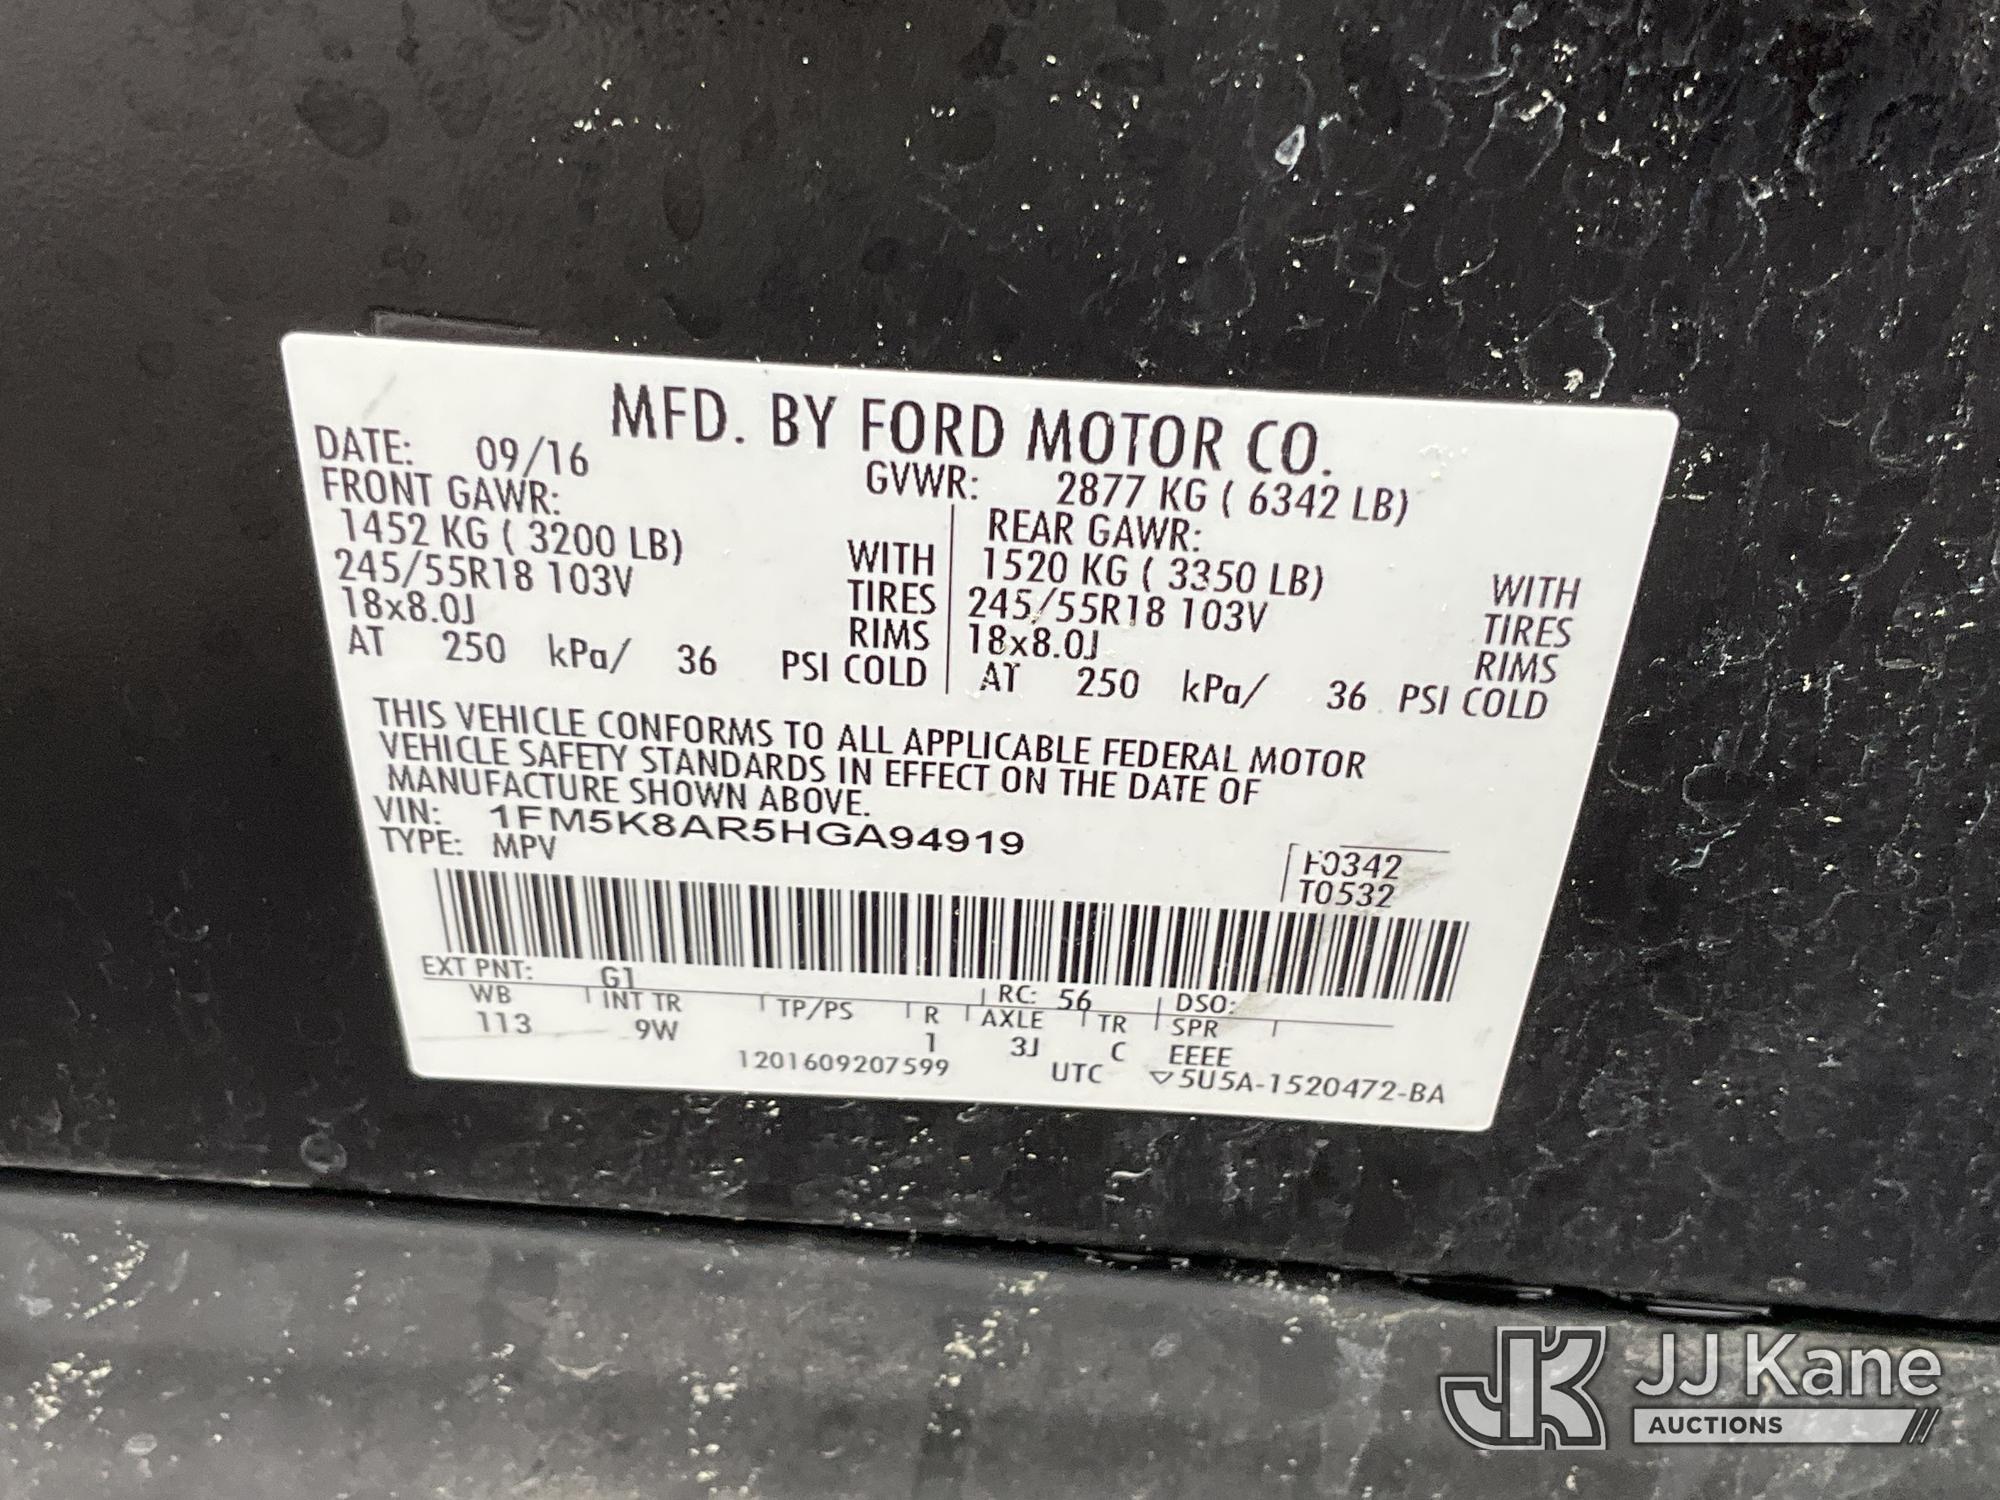 MFD. BY FORD MOTOR CO.
DATE: 09/16 GVWR: 2877 KG ( 6342 LB)
FRONT GAWR: REAR GAWR:
1452 KG ( 3200 LB) WITH 1520 KG ( 3350 LB) WITH
245/55R18 103V TIRES 245/55R18 103V TIRES
18x8.0J RIMS 18x8.0J RIMS
AT 250 kPa/ 36 PSI COLD AT 250 kPa/ 36 PSI COLD
THIS VEHICLE CONFORMS TO ALL APPLICABLE FEDERAL MOTOR
VEHICLE SAFETY STANDARDS IN EFFECT ON THE DATE OF
MANUFACTURE SHOWN ABOVE.
VIN: 1FM5K8AR5HGA94919
TYPE: MPV
F0342
T0532
EXT PNT: G1 RC: 56 DSO:
WB INT TR TP/PS R AXLE TR SPR
113 9W 1 3J C EEEE
1201609207599 UTC ▽5U5A-1520472-BA
JK JJ Kane
AUCTIONS